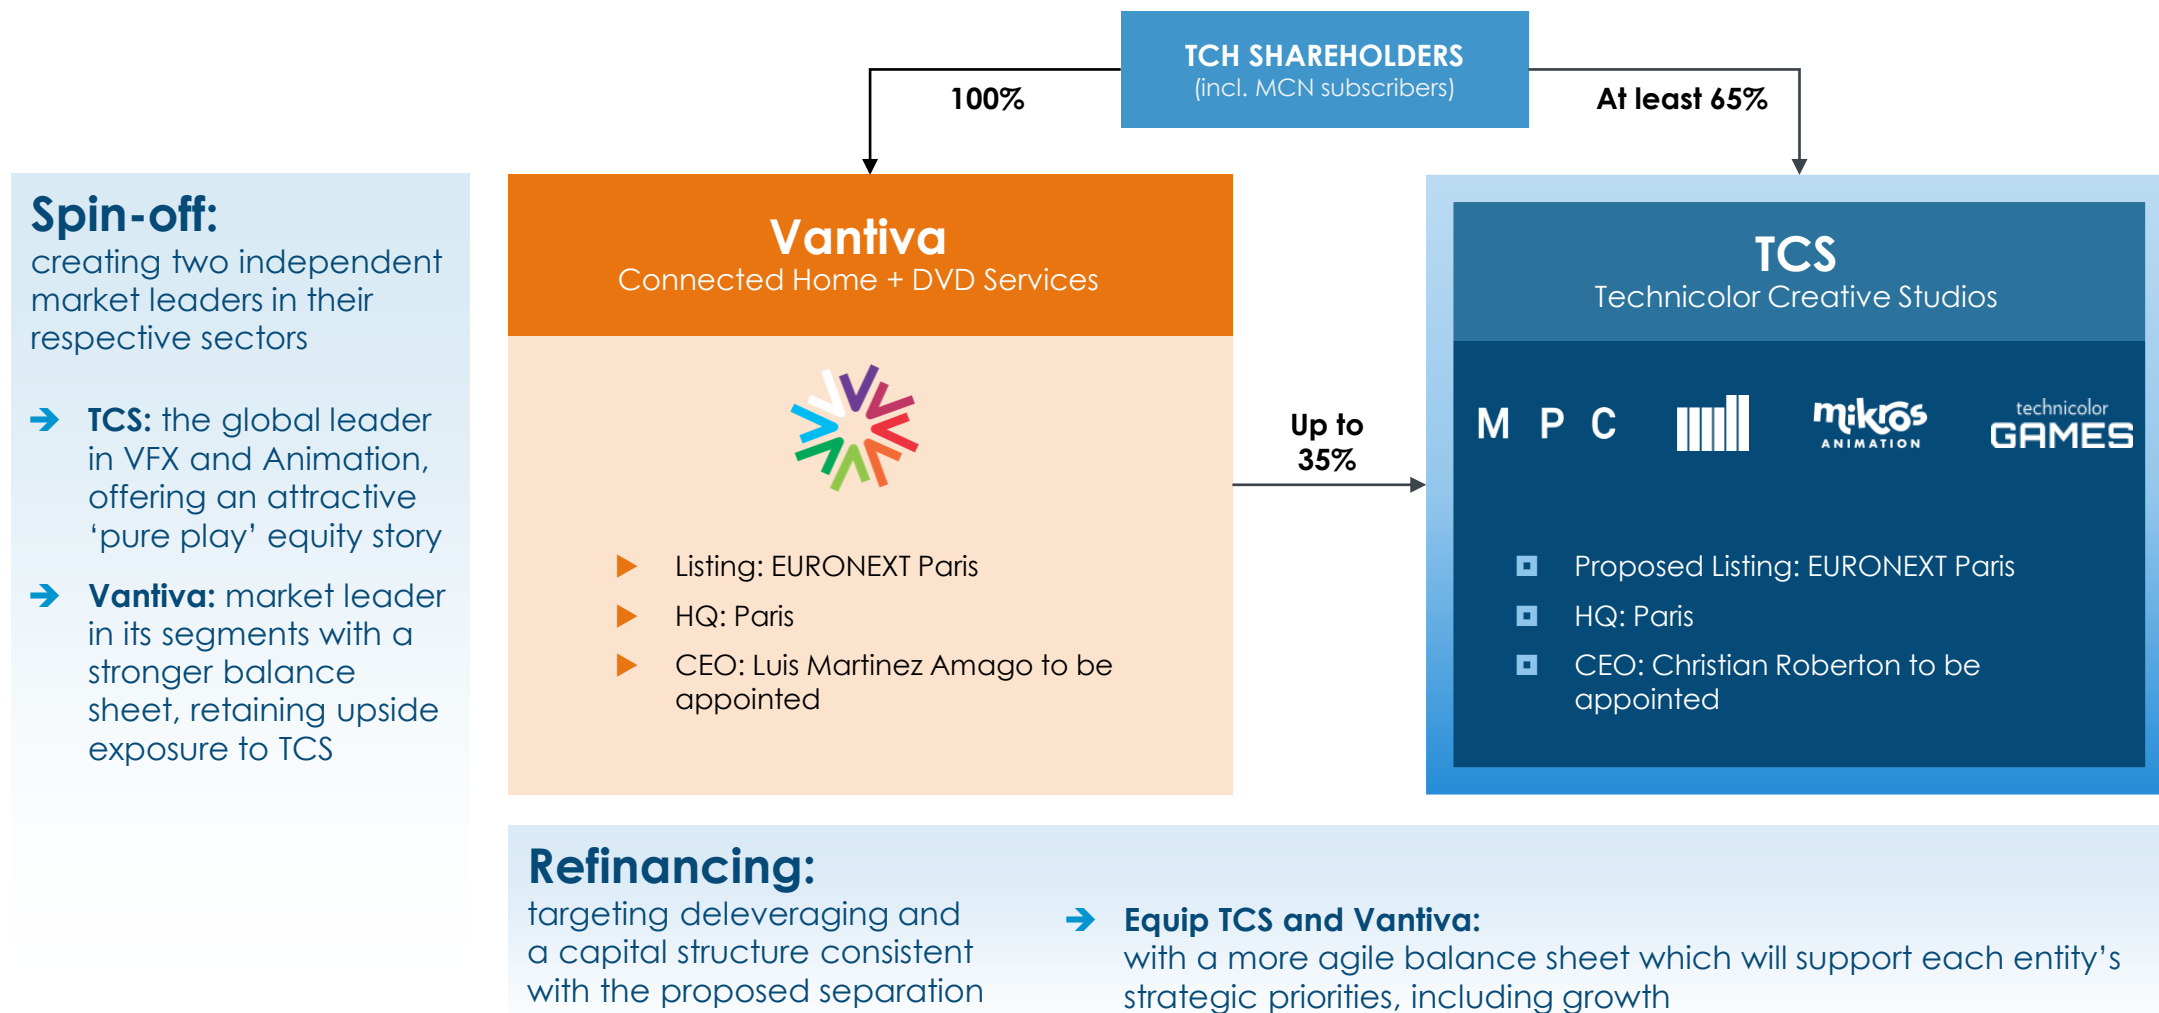 TCH SHAREHOLDERS
(incl. MCN subscribers)
100%
At least 65%
Spin-off:
creating two independent
market leaders in their
respective sectors
TCS: the global leader
in VFX and Animation,
offering an attractive
‘pure play’ equity story
Vantiva: market leader
in its segments with a
stronger balance
sheet, retaining upside
exposure to TCS
Vantiva
Connected Home + DVD Services
Listing: EURONEXT Paris
HQ: Paris
CEO: Luis Martinez Amago to be
appointed
Up to
35%
TCS
Technicolor Creative Studios
MPC
mikros
ANIMATION
technicolor
GAMES
Proposed Listing: EURONEXT Paris
HQ: Paris
CEO: Christian Roberton to be
appointed
Refinancing:
targeting deleveraging and
a capital structure consistent
with the proposed separation
Equip TCS and Vantiva:
with a more agile balance sheet which will support each entity’s
strategic priorities, including growth